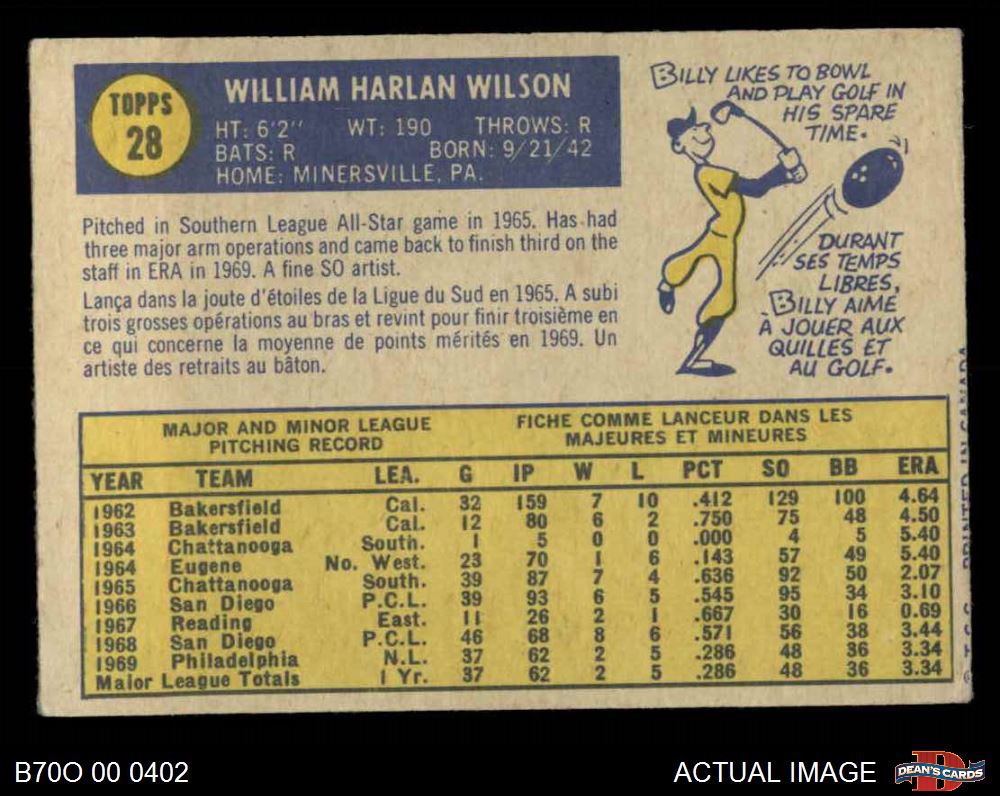 TOPPS
28
WILLIAM HARLAN WILSON
HT: 6'2" WT: 190 THROWS: R
BATS: R BORN: 9/21/42
HOME: MINERSVILLE, PA.
BILLY LIKES TO BOWL
AND PLAY GOLF IN
HIS SPARE
TIME.
DURANT
SES TEMPS
LIBRES,
BILLY AIME
À JOUER AUX
QUILLES ET
AU GOLF.
Pitched in Southern League All-Star game in 1965. Has had
three major arm operations and came back to finish third on the
staff in ERA in 1969. A fine SO artist.
Lança dans la joute d'étoiles de la Ligue du Sud en 1965. A subi
trois grosses opérations au bras et revint pour finir troisième en
ce qui concerne la moyenne de points mérités en 1969. Un
artiste des retraits au bâton.
MAJOR AND MINOR LEAGUE
PITCHING RECORD
FICHE COMME LANCEUR DANS LES
MAJEURES ET MINEURES
YEAR TEAM LEA. G IP W L PCT SO BB ERA
1962 Bakersfield Cal. 32 159 7 10 .412 129 100 4.64
1963 Bakersfield Cal. 12 80 6 2 .750 75 48 4.50
1964 Chattanooga South. 1 5 0 0 .000 4 5 5.40
1964 Eugene No. West. 23 70 1 6 .143 57 49 5.40
1965 Chattanooga South. 39 87 7 4 .636 92 50 2.07
1966 San Diego P.C.L. 39 93 6 5 .545 95 34 3.10
1967 Reading East. 11 26 2 1 .667 30 16 0.69
1968 San Diego P.C.L. 46 68 8 6 .571 56 38 3.44
1969 Philadelphia N.L. 37 62 2 5 .286 48 36 3.34
Major League Totals 1 Yr. 37 62 2 5 .286 48 36 3.34
PRINTED IN CANADA
B70O 00 0402
ACTUAL IMAGE
D
DEAN'S CARDS